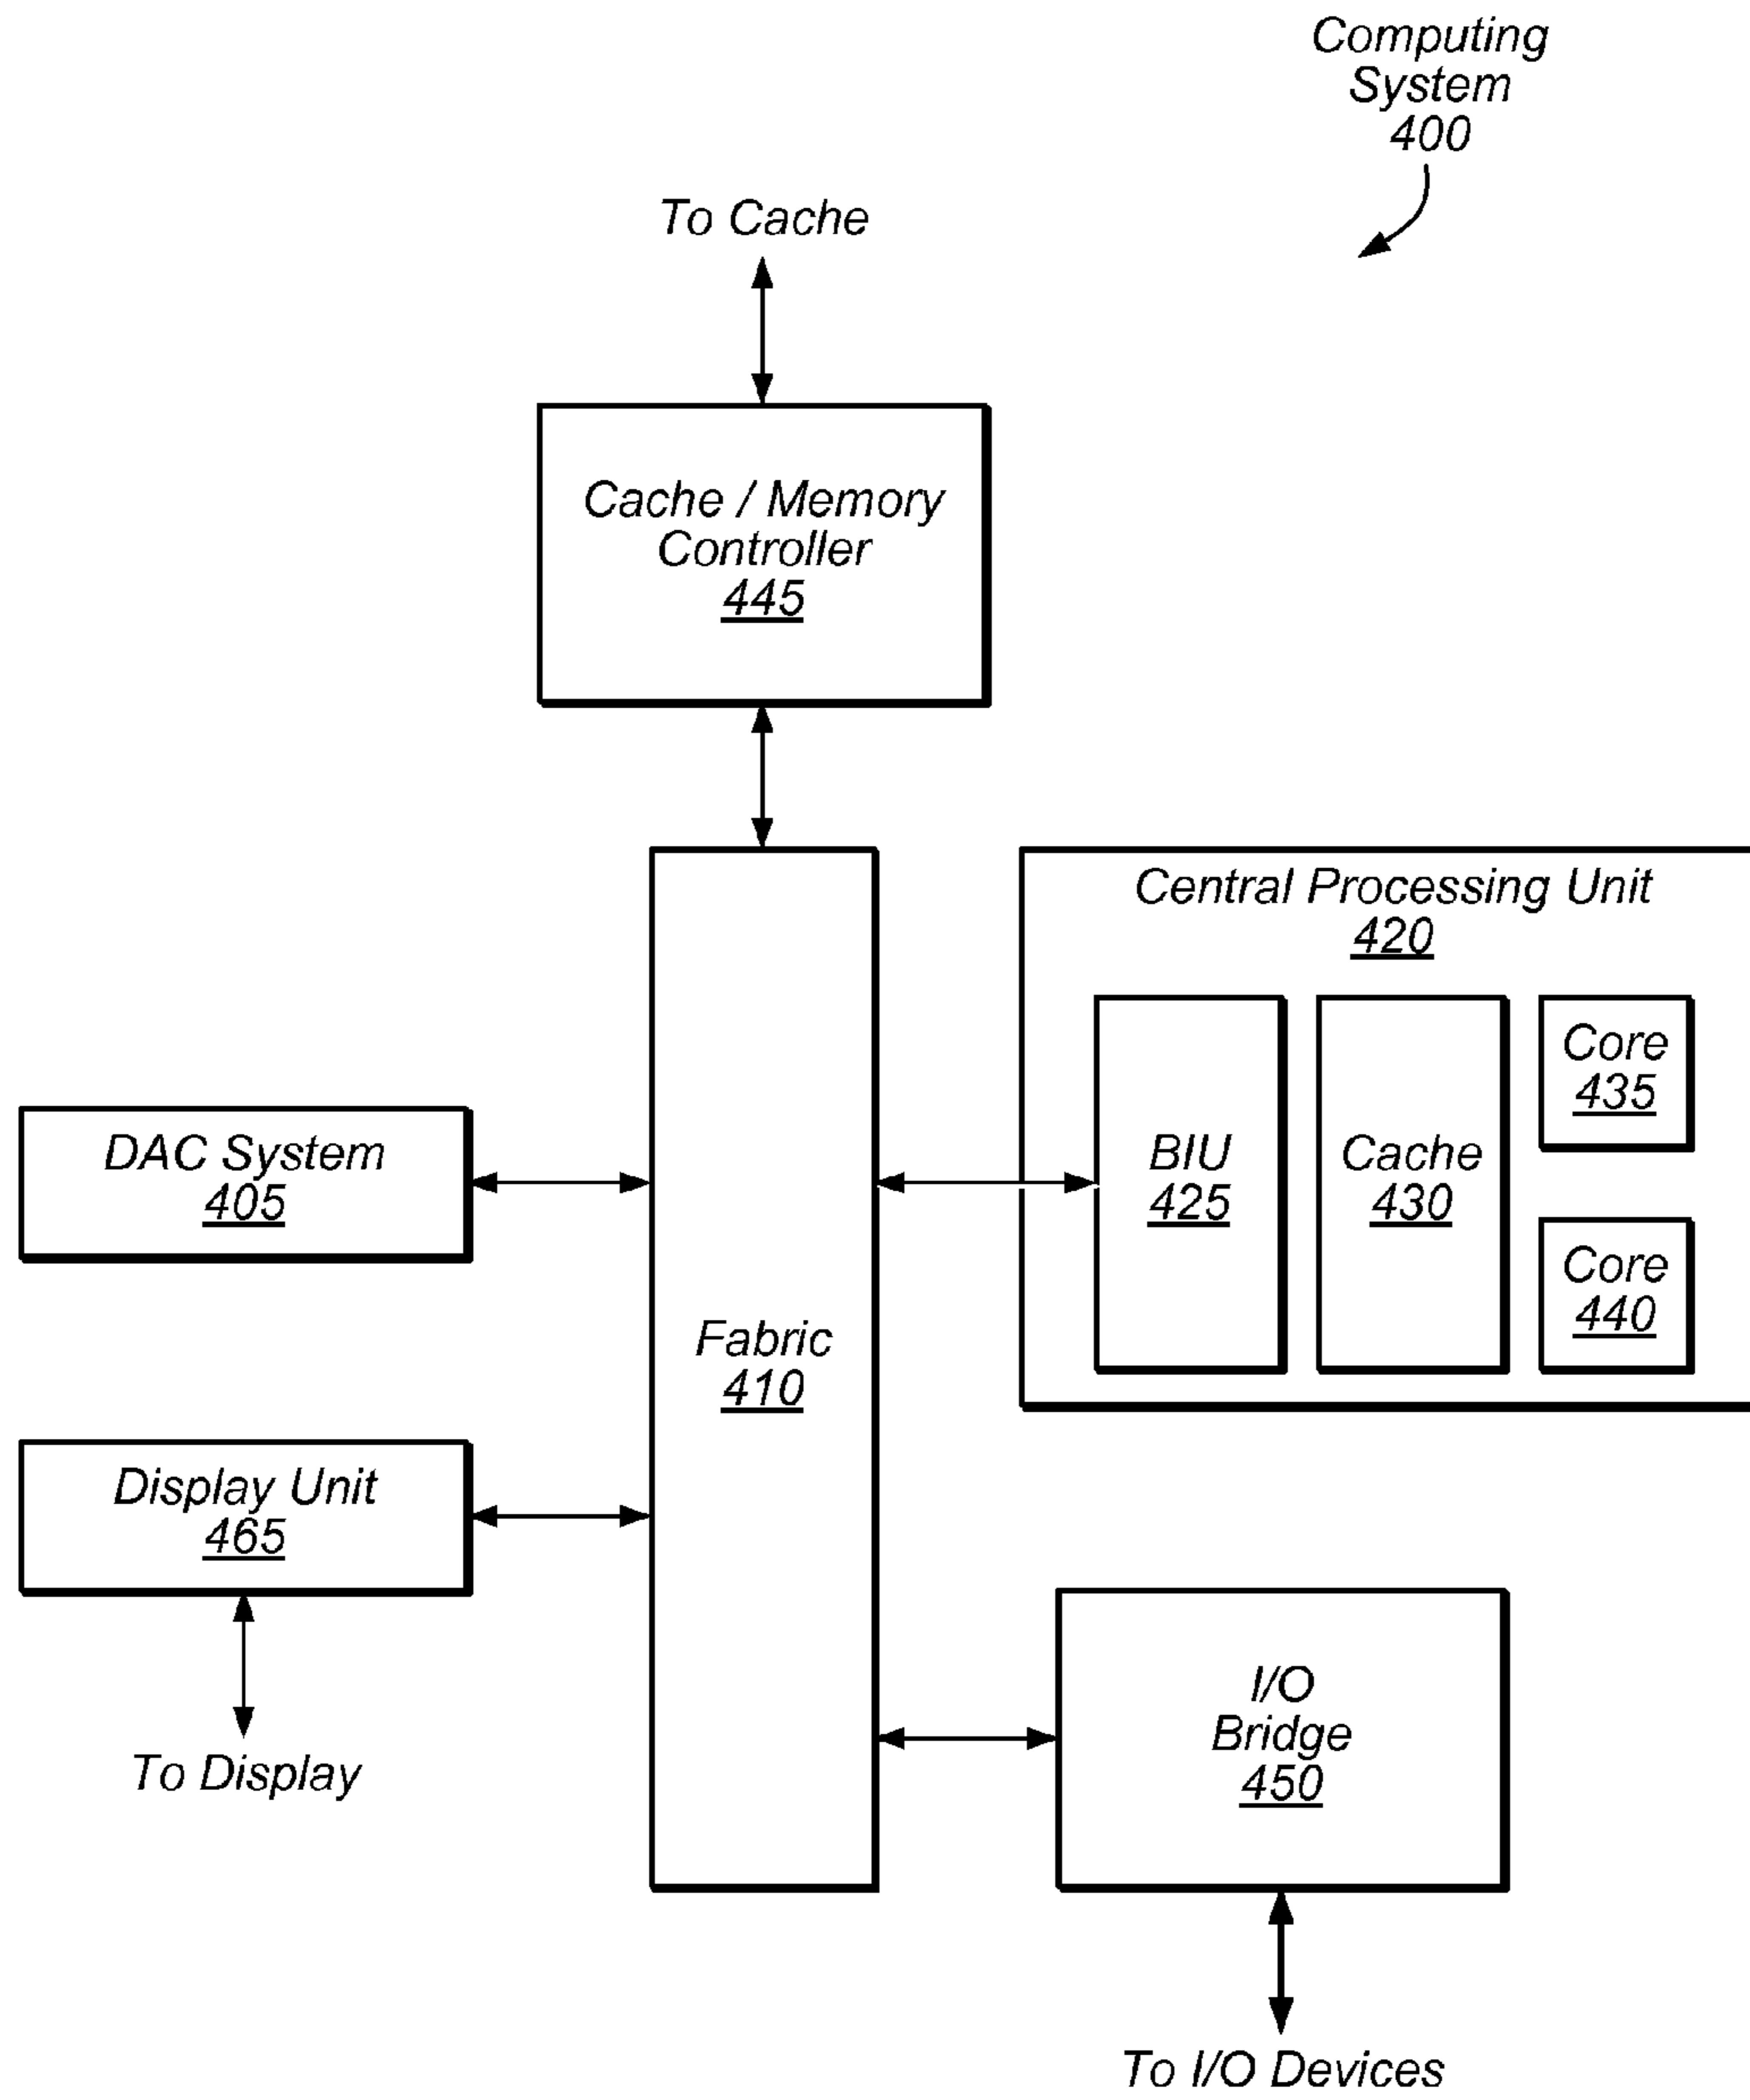 Computing
System
400
To Cache
Cache / Memory
Controller
445
Central Processing Unit
420
BIU
425
Cache
430
Core
435
Core
440
DAC System
405
Fabric
410
Display Unit
465
To Display
I/O
Bridge
450
To I/O Devices